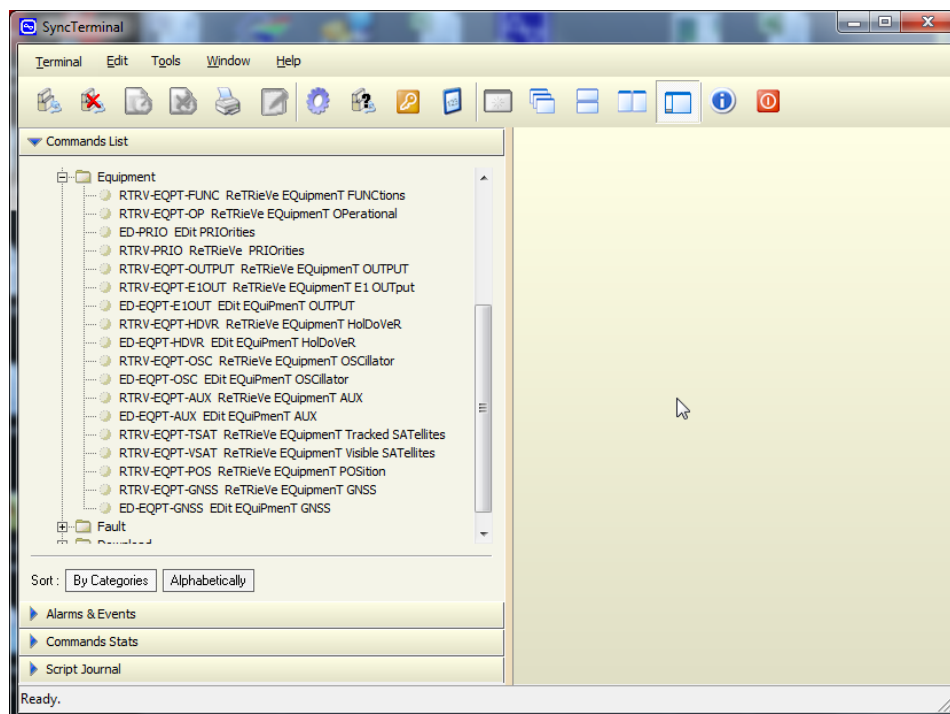 SyncTerminal
Terminal Edit Tools Window Help
Commands List
Equipment
RTRV-EQPT-FUNC ReTRieVe EQuipmenT FUNCtions
RTRV-EQPT-OP ReTRieVe EQuipmenT OPerational
ED-PRIO EDit PRIOrities
RTRV-PRIO ReTRieVe PRIOrities
RTRV-EQPT-OUTPUT ReTRieVe EQuipmenT OUTPUT
RTRV-EQPT-E1OUT ReTRieVe EQuipmenT E1 OUTput
ED-EQPT-E1OUT EDit EQuiPmenT OUTPUT
RTRV-EQPT-HDVR ReTRieVe EQuipmenT HolDoVeR
ED-EQPT-HDVR EDit EQuiPmenT HolDoVeR
RTRV-EQPT-OSC ReTRieVe EQuipmenT OSCillator
ED-EQPT-OSC EDit EQuiPmenT OSCillator
RTRV-EQPT-AUX ReTRieVe EQuipmenT AUX
ED-EQPT-AUX EDit EQuiPmenT AUX
RTRV-EQPT-TSAT ReTRieVe EQuipmenT Tracked SATellites
RTRV-EQPT-VSAT ReTRieVe EQuipmenT Visible SATellites
RTRV-EQPT-POS ReTRieVe EQuipmenT POSition
RTRV-EQPT-GNSS ReTRieVe EQuipmenT GNSS
ED-EQPT-GNSS EDit EQuiPmenT GNSS
Fault
Download
Sort : By Categories Alphabetically
Alarms & Events
Commands Stats
Script Journal
Ready.